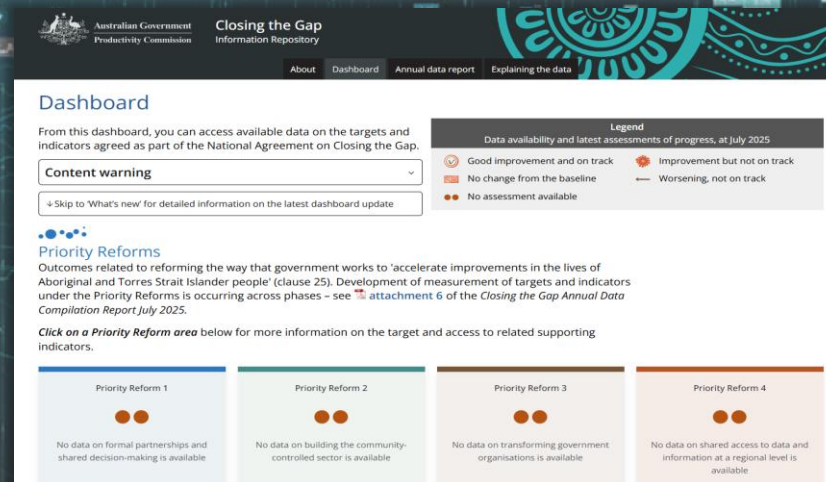 Australian Government
Productivity Commission
Closing the Gap
Information Repository
About
Dashboard
Annual data report
Explaining the data
Dashboard
From this dashboard, you can access available data on the targets and
indicators agreed as part of the National Agreement on Closing the Gap.
Content warning
↓Skip to 'What's new' for detailed information on the latest dashboard update
Legend
Data availability and latest assessments of progress, at July 2025
Good improvement and on track
Improvement but not on track
No change from the baseline
Worsening, not on track
No assessment available
Priority Reforms
Outcomes related to reforming the way that government works to 'accelerate improvements in the lives of
Aboriginal and Torres Strait Islander people' (clause 25). Development of measurement of targets and indicators
under the Priority Reforms is occurring across phases – see attachment 6 of the Closing the Gap Annual Data
Compilation Report July 2025.
Click on a Priority Reform area below for more information on the target and access to related supporting
indicators.
Priority Reform 1
No data on formal partnerships and
shared decision-making is available
Priority Reform 2
No data on building the community-
controlled sector is available
Priority Reform 3
No data on transforming government
organisations is available
Priority Reform 4
No data on shared access to data and
information at a regional level is
available